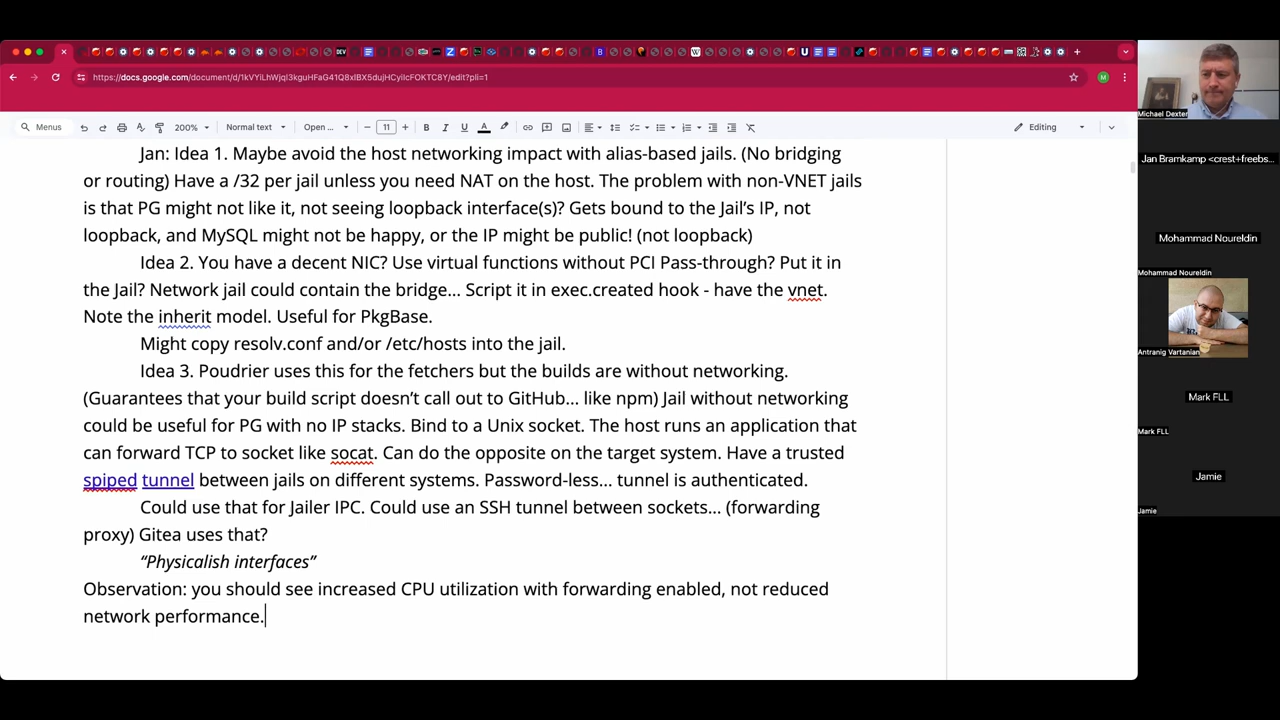 https://docs.google.com/document/d/1kVYiLhWjqI3kguHFaG41Q8xlBX5dujHCyilcFOKTC8Y/edit?pli=1
M
Menus
200%
Normal text
Open ...
11
Editing
Jan: Idea 1. Maybe avoid the host networking impact with alias-based jails. (No bridging
or routing) Have a /32 per jail unless you need NAT on the host. The problem with non-VNET jails
is that PG might not like it, not seeing loopback interface(s)? Gets bound to the Jail’s IP, not
loopback, and MySQL might not be happy, or the IP might be public! (not loopback)
Idea 2. You have a decent NIC? Use virtual functions without PCI Pass-through? Put it in
the Jail? Network jail could contain the bridge... Script it in exec.created hook - have the vnet.
Note the inherit model. Useful for PkgBase.
Might copy resolv.conf and/or /etc/hosts into the jail.
Idea 3. Poudrier uses this for the fetchers but the builds are without networking.
(Guarantees that your build script doesn’t call out to GitHub... like npm) Jail without networking
could be useful for PG with no IP stacks. Bind to a Unix socket. The host runs an application that
can forward TCP to socket like socat. Can do the opposite on the target system. Have a trusted
spiped tunnel between jails on different systems. Password-less... tunnel is authenticated.
Could use that for Jailer IPC. Could use an SSH tunnel between sockets... (forwarding
proxy) Gitea uses that?
“Physicalish interfaces”
Observation: you should see increased CPU utilization with forwarding enabled, not reduced
network performance.
Michael Dexter
Jan Bramkamp <crest+freebs...
Mohammad Noureldin
Mohammad Noureldin
Antranig Vartanian
Mark FLL
Mark FLL
Jamie
Jamie